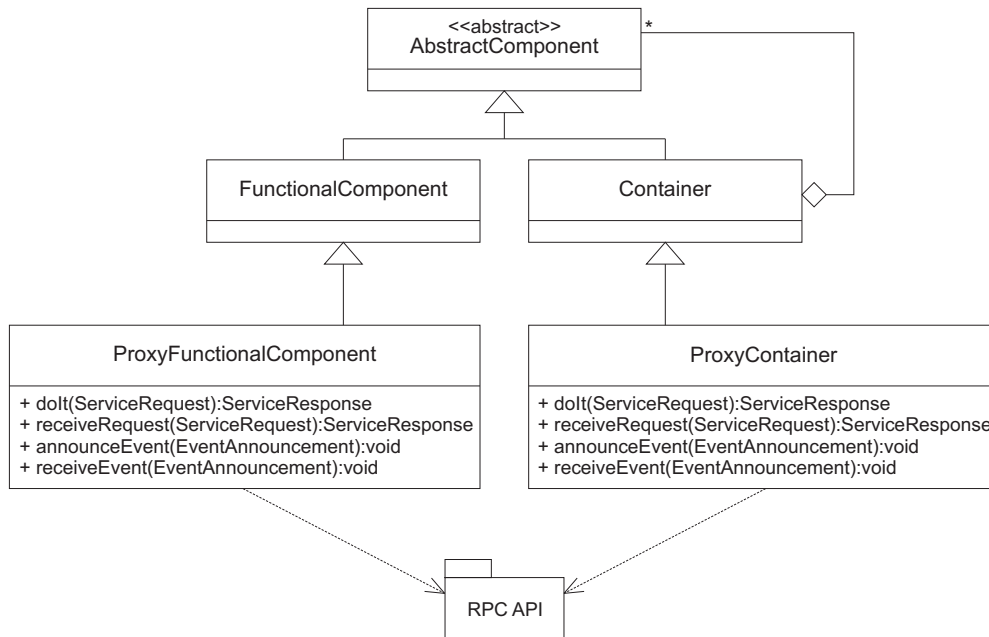 <<abstract>>
AbstractComponent
*
FunctionalComponent
Container
ProxyFunctionalComponent
+ doIt(ServiceRequest):ServiceResponse
+ receiveRequest(ServiceRequest):ServiceResponse
+ announceEvent(EventAnnouncement):void
+ receiveEvent(EventAnnouncement):void
ProxyContainer
+ doIt(ServiceRequest):ServiceResponse
+ receiveRequest(ServiceRequest):ServiceResponse
+ announceEvent(EventAnnouncement):void
+ receiveEvent(EventAnnouncement):void
RPC API